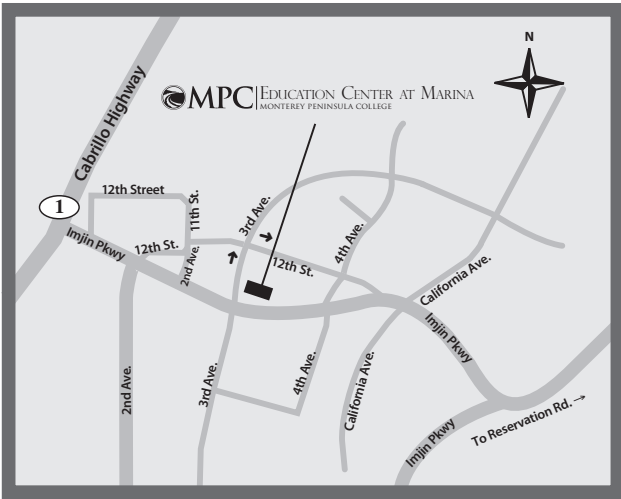 N
MPC EDUCATION CENTER AT MARINA
MONTEREY PENINSULA COLLEGE
Cabrillo Highway
1
12th Street
11th St.
3rd Ave.
Imjin Pkwy
12th St.
2nd Ave.
12th St.
4th Ave.
California Ave.
Imjin Pkwy
2nd Ave.
3rd Ave.
4th Ave.
California Ave.
Imjin Pkwy
To Reservation Rd. →